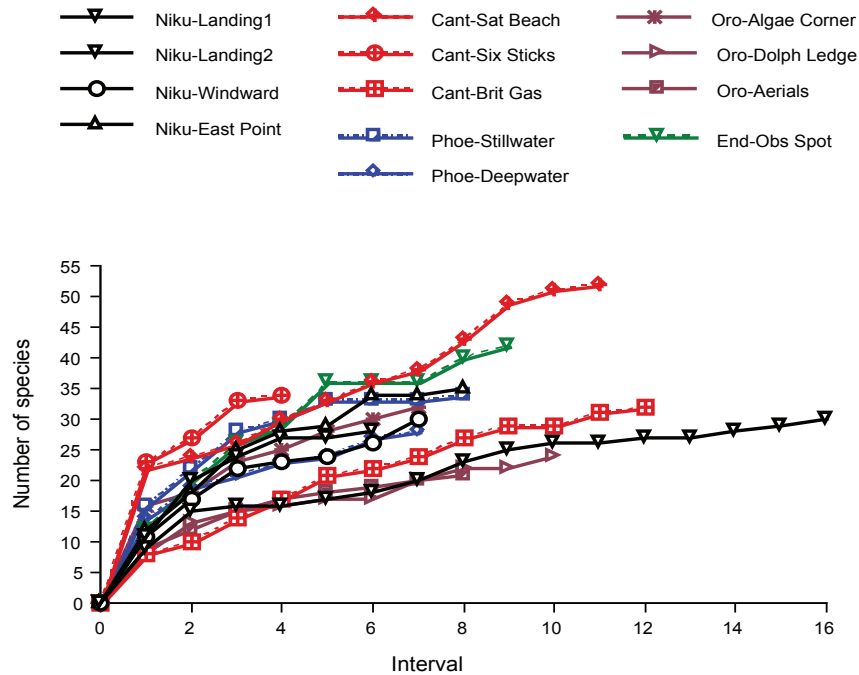 Niku-Landing1
Niku-Landing2
Niku-Windward
Niku-East Point
Cant-Sat Beach
Cant-Six Sticks
Cant-Brit Gas
Phoe-Stillwater
Phoe-Deepwater
Oro-Algae Corner
Oro-Dolph Ledge
Oro-Aerials
End-Obs Spot
Number of species
55
50
45
40
35
30
25
20
15
10
5
0
0 2 4 6 8 10 12 14 16
Interval